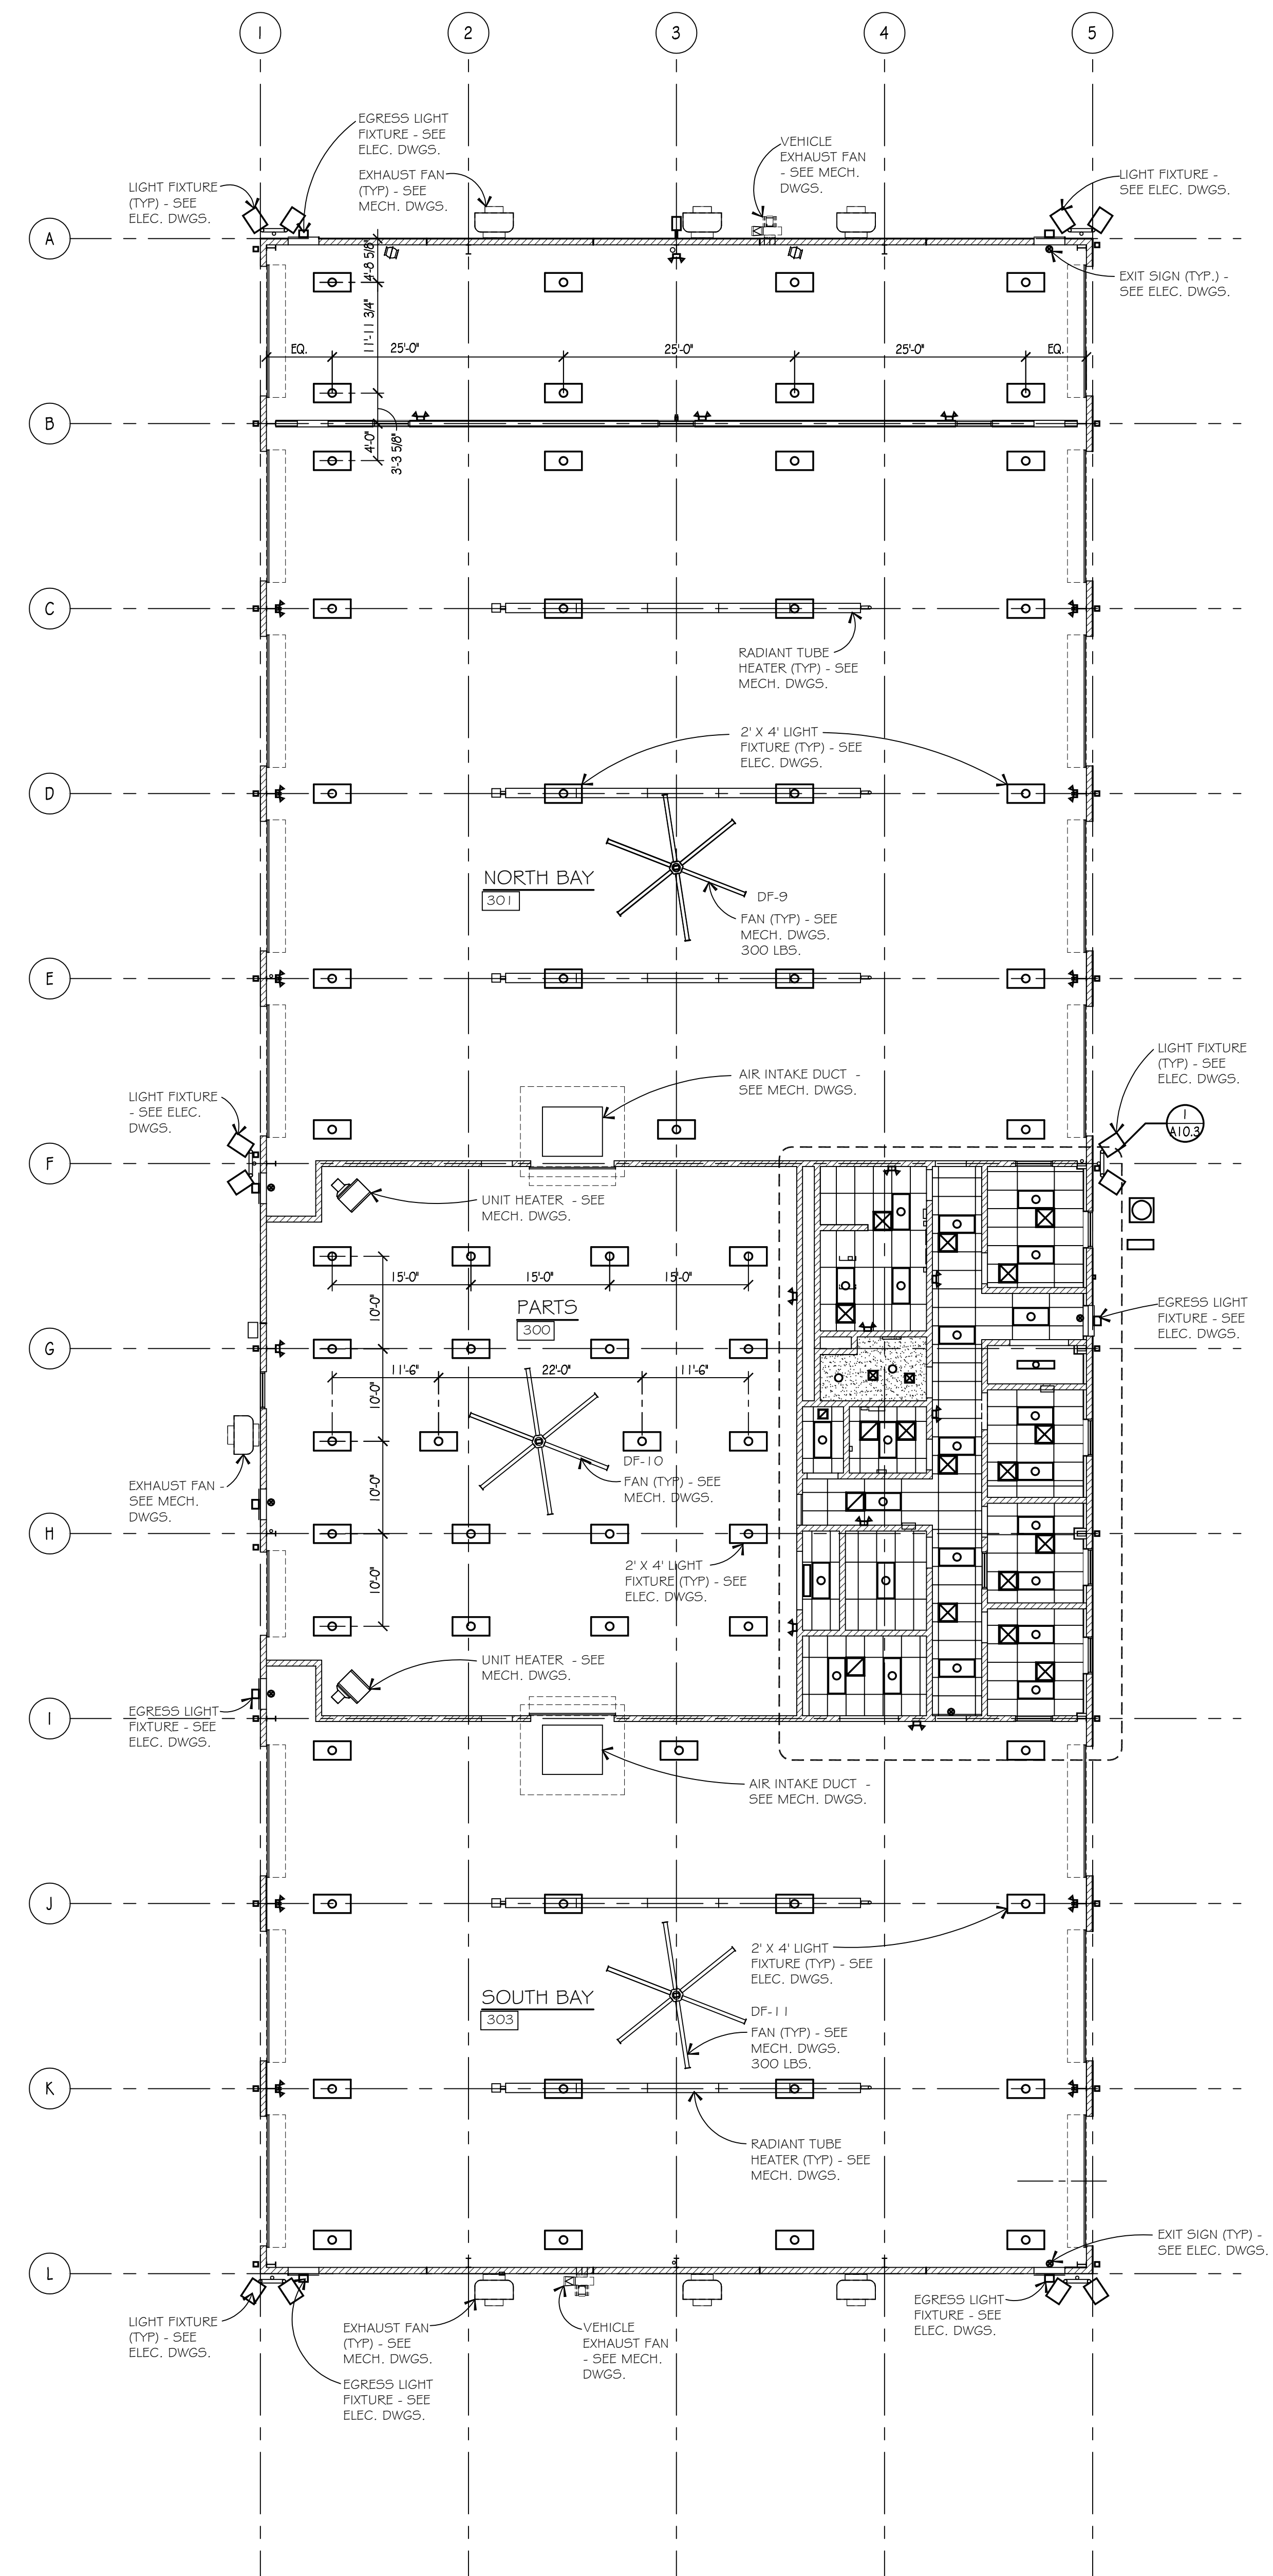 1
2
3
4
5
EGRESS LIGHT
FIXTURE - SEE
ELEC. DWGS.
VEHICLE
EXHAUST FAN
- SEE MECH.
DWGS.
EXHAUST FAN
(TYP) - SEE
MECH. DWGS.
LIGHT FIXTURE
(TYP) - SEE
ELEC. DWGS.
LIGHT FIXTURE -
SEE ELEC. DWGS.
A
EXIT SIGN (TYP.) -
SEE ELEC. DWGS.
4'-8 5/8"
11'-11 3/4"
EQ.
25'-0"
25'-0"
25'-0"
EQ.
B
4'-0"
3'-3 5/8"
C
RADIANT TUBE
HEATER (TYP) - SEE
MECH. DWGS.
2' X 4' LIGHT
FIXTURE (TYP) - SEE
ELEC. DWGS.
D
NORTH BAY
301
DF-9
FAN (TYP) - SEE
MECH. DWGS.
300 LBS.
E
LIGHT FIXTURE
(TYP) - SEE
ELEC. DWGS.
AIR INTAKE DUCT -
SEE MECH. DWGS.
LIGHT FIXTURE
- SEE ELEC.
DWGS.
1
A10.3
F
UNIT HEATER - SEE
MECH. DWGS.
15'-0"
15'-0"
15'-0"
10'-0"
PARTS
300
EGRESS LIGHT
FIXTURE - SEE
ELEC. DWGS.
G
11'-6"
22'-0"
11'-6"
10'-0"
DF-10
FAN (TYP) - SEE
MECH. DWGS.
EXHAUST FAN -
SEE MECH.
DWGS.
10'-0"
H
2' X 4' LIGHT
FIXTURE (TYP) - SEE
ELEC. DWGS.
10'-0"
UNIT HEATER - SEE
MECH. DWGS.
EGRESS LIGHT
FIXTURE - SEE
ELEC. DWGS.
I
AIR INTAKE DUCT -
SEE MECH. DWGS.
J
2' X 4' LIGHT
FIXTURE (TYP) - SEE
ELEC. DWGS.
SOUTH BAY
303
DF-11
FAN (TYP) - SEE
MECH. DWGS.
300 LBS.
K
RADIANT TUBE
HEATER (TYP) - SEE
MECH. DWGS.
EXIT SIGN (TYP) -
SEE ELEC. DWGS.
L
LIGHT FIXTURE
(TYP) - SEE
ELEC. DWGS.
EXHAUST FAN
(TYP) - SEE
MECH. DWGS.
VEHICLE
EXHAUST FAN
- SEE MECH.
DWGS.
EGRESS LIGHT
FIXTURE - SEE
ELEC. DWGS.
EGRESS LIGHT
FIXTURE - SEE
ELEC. DWGS.